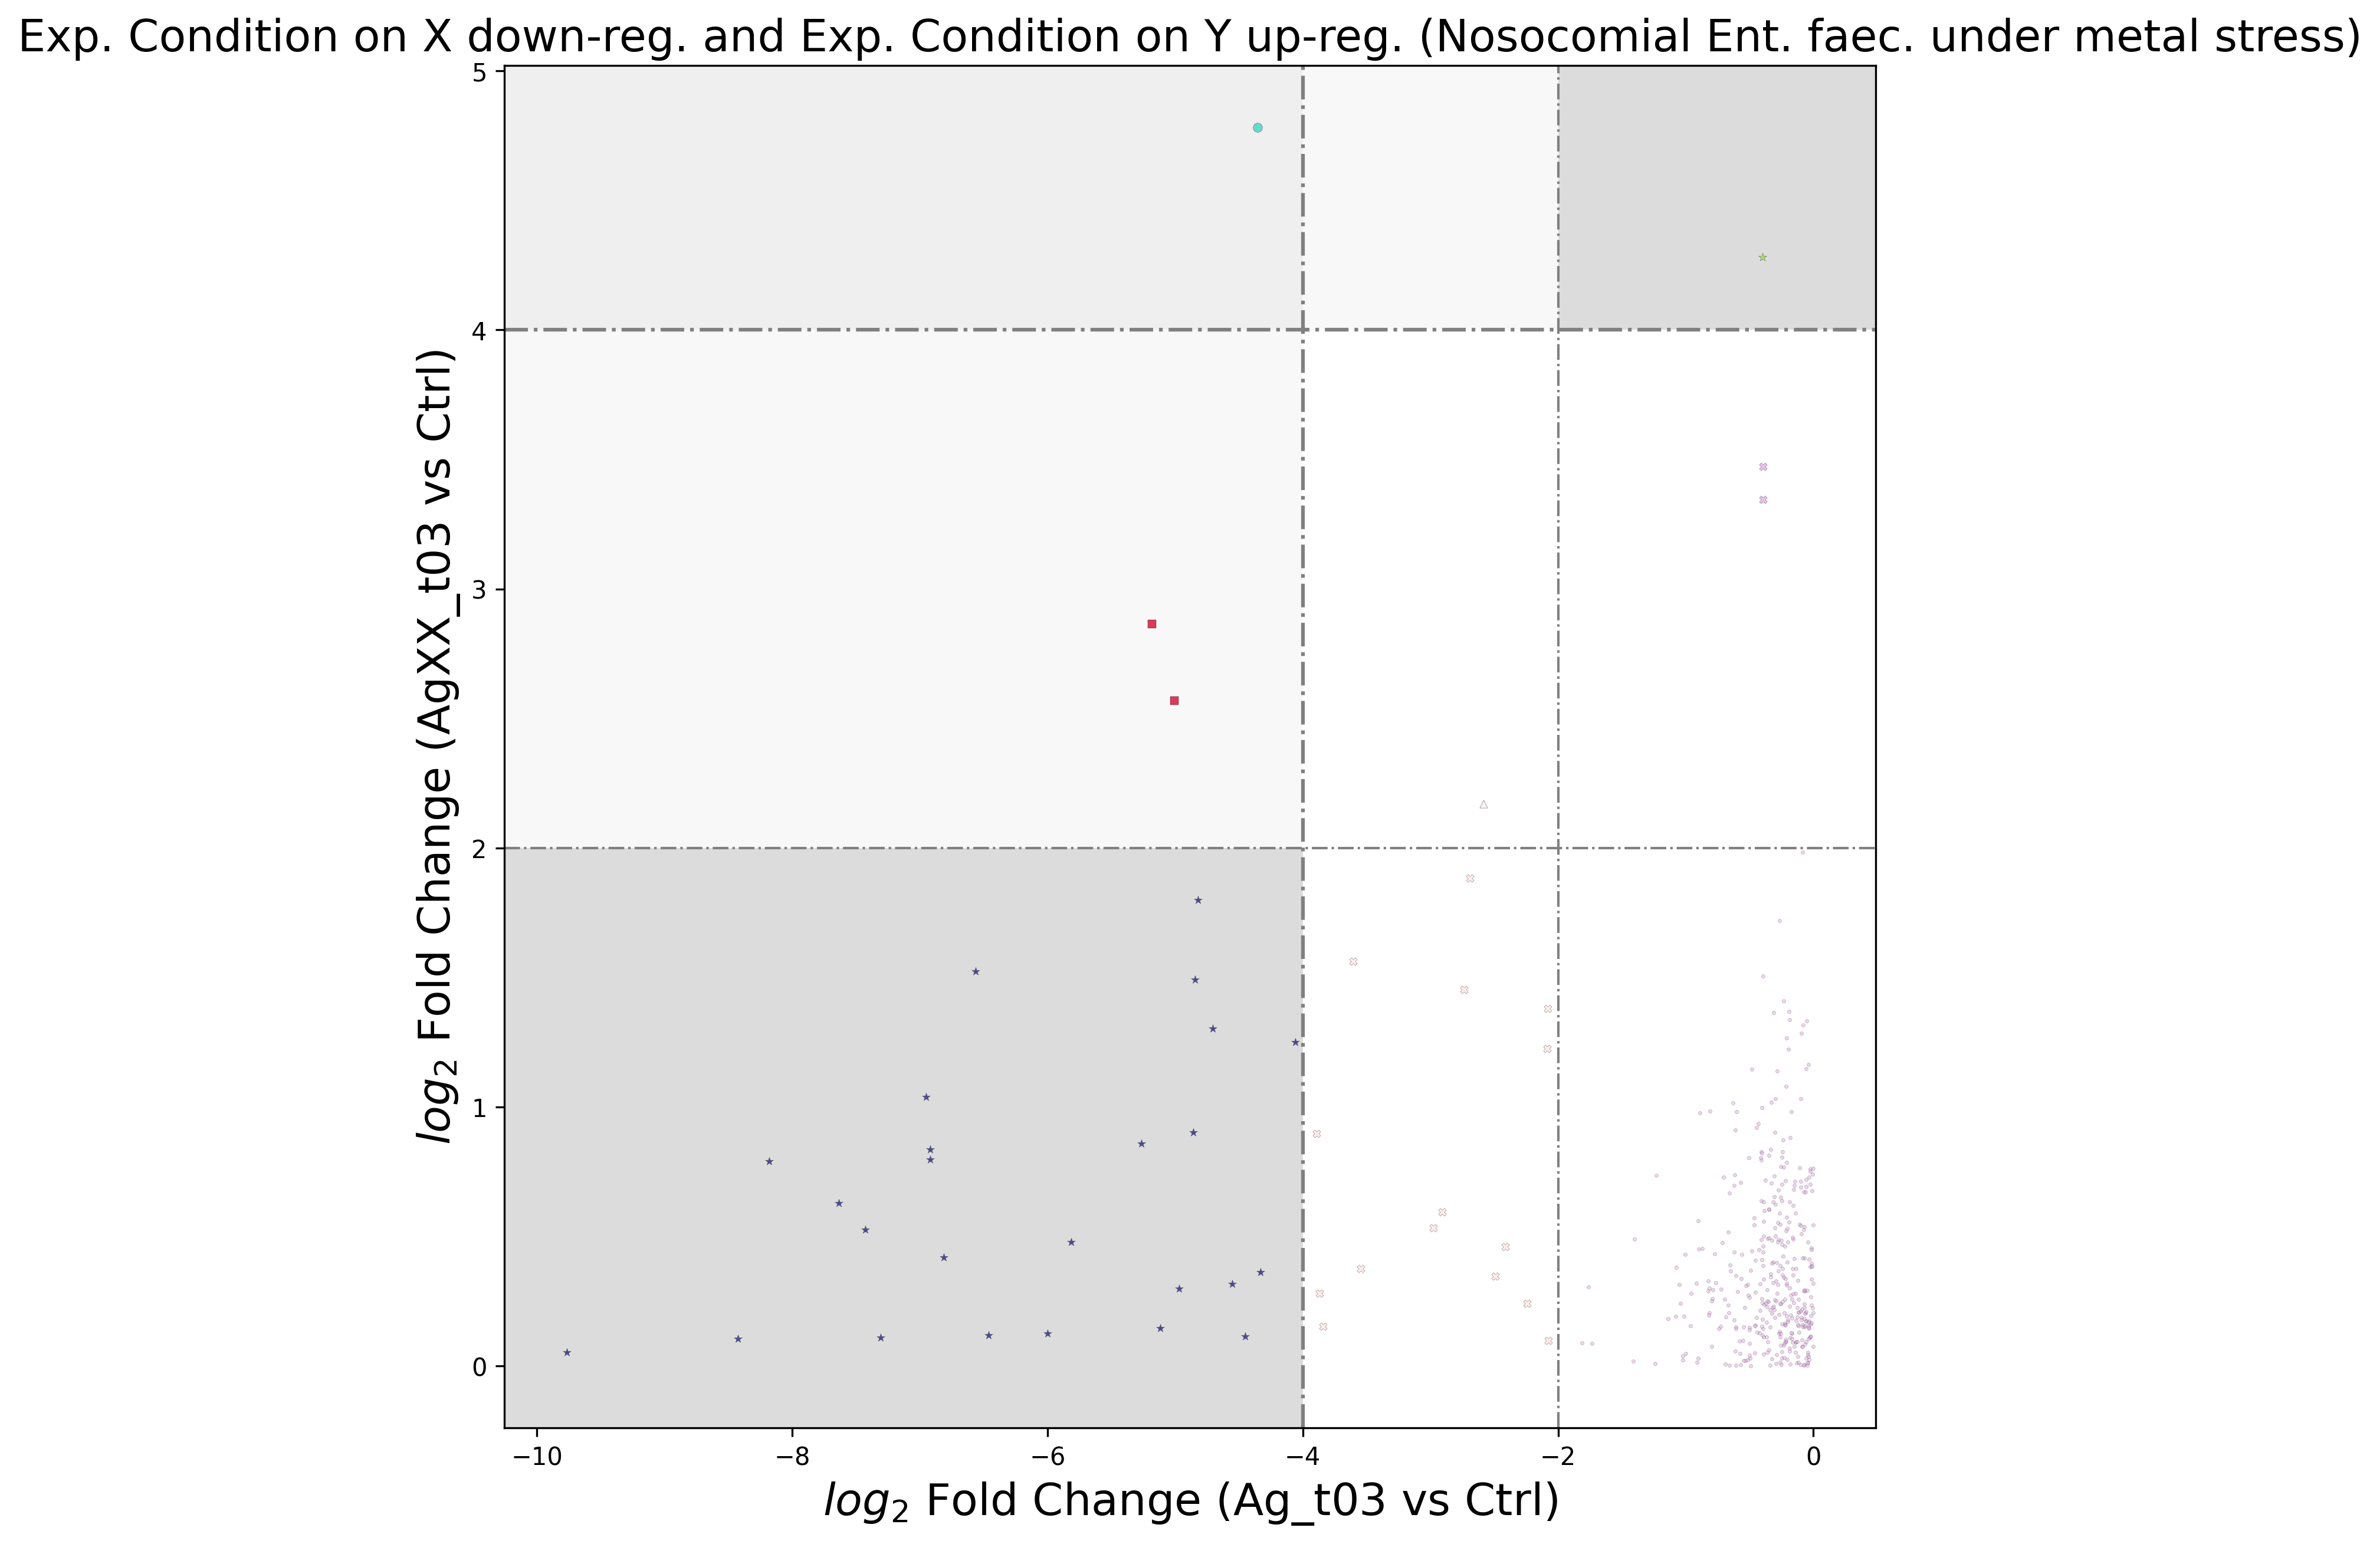 Exp. Condition on X down-reg. and Exp. Condition on Y up-reg. (Nosocomial Ent. faec. under metal stress)
5
4
3
2
1
0
log₂ Fold Change (AgXX_t03 vs Ctrl)
−10 −8 −6 −4 −2 0
log₂ Fold Change (Ag_t03 vs Ctrl)